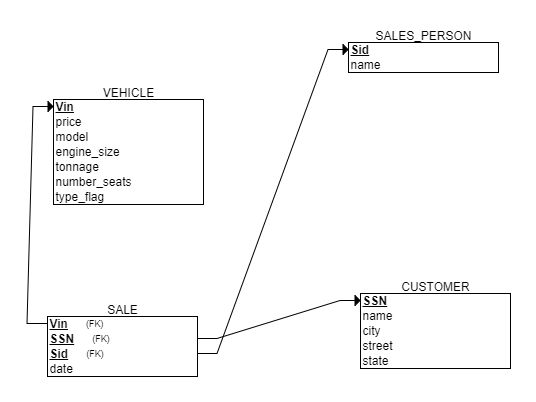 SALES_PERSON
Sid
name
VEHICLE
Vin
price
model
engine_size
tonnage
number_seats
type_flag
CUSTOMER
SSN
name
city
street
state
SALE
Vin (FK)
SSN (FK)
Sid (FK)
date